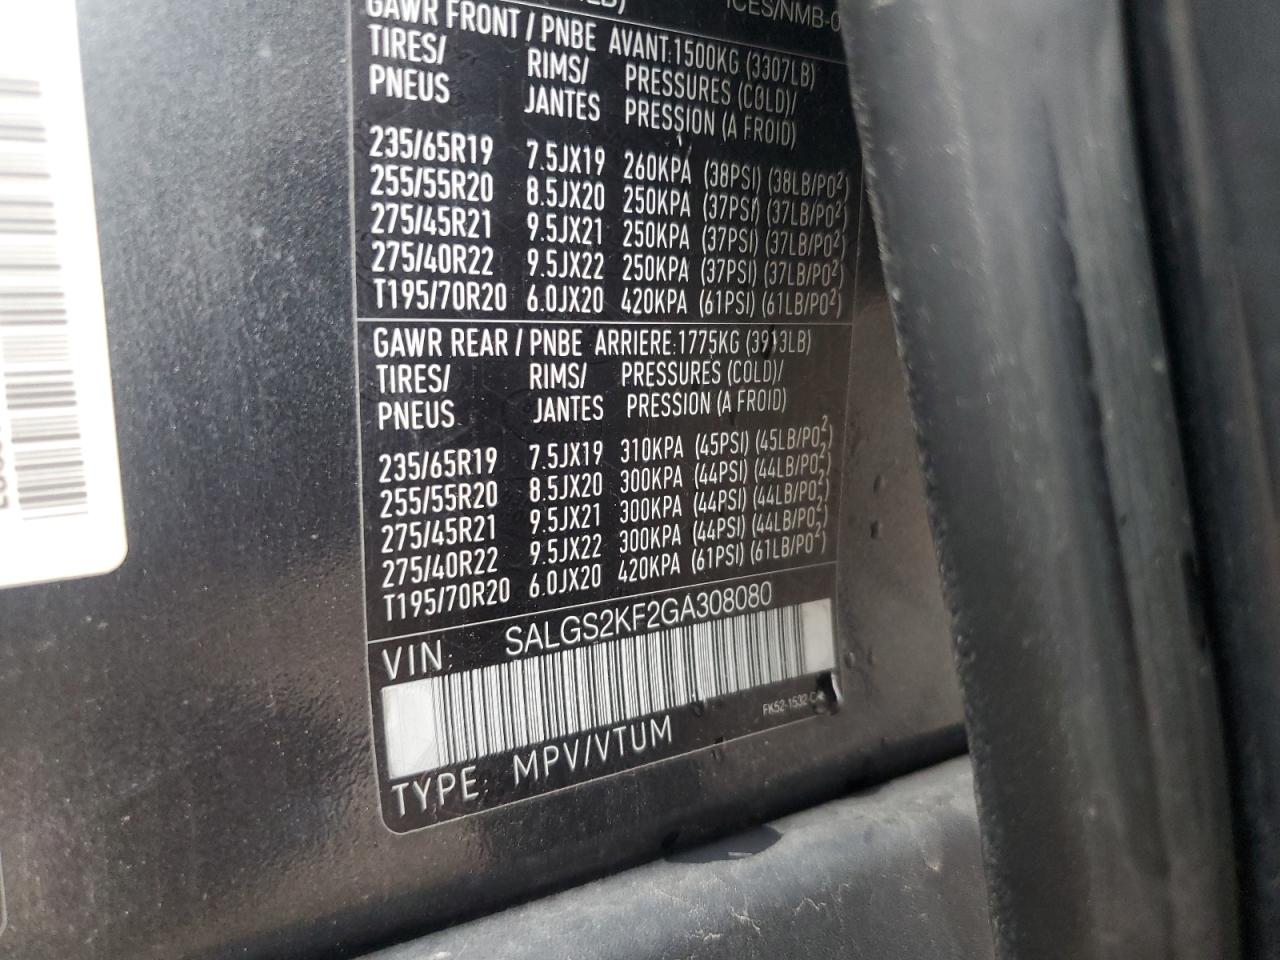 ICES/NMB-0
GAWR FRONT / PNBE AVANT:1500KG (3307LB)
TIRES/ RIMS/ PRESSURES (COLD)/
PNEUS JANTES PRESSION (A FROID)
235/65R19 7.5JX19 260KPA (38PSI) (38LB/PO²)
255/55R20 8.5JX20 250KPA (37PSI) (37LB/PO²)
275/45R21 9.5JX21 250KPA (37PSI) (37LB/PO²)
275/40R22 9.5JX22 250KPA (37PSI) (37LB/PO²)
T195/70R20 6.0JX20 420KPA (61PSI) (61LB/PO²)
GAWR REAR / PNBE ARRIERE:1775KG (3913LB)
TIRES/ RIMS/ PRESSURES (COLD)/
PNEUS JANTES PRESSION (A FROID)
235/65R19 7.5JX19 310KPA (45PSI) (45LB/PO²)
255/55R20 8.5JX20 300KPA (44PSI) (44LB/PO²)
275/45R21 9.5JX21 300KPA (44PSI) (44LB/PO²)
275/40R22 9.5JX22 300KPA (44PSI) (44LB/PO²)
T195/70R20 6.0JX20 420KPA (61PSI) (61LB/PO²)
VIN: SALGS2KF2GA308080
FK52-1532-C
TYPE: MPV/VTUM